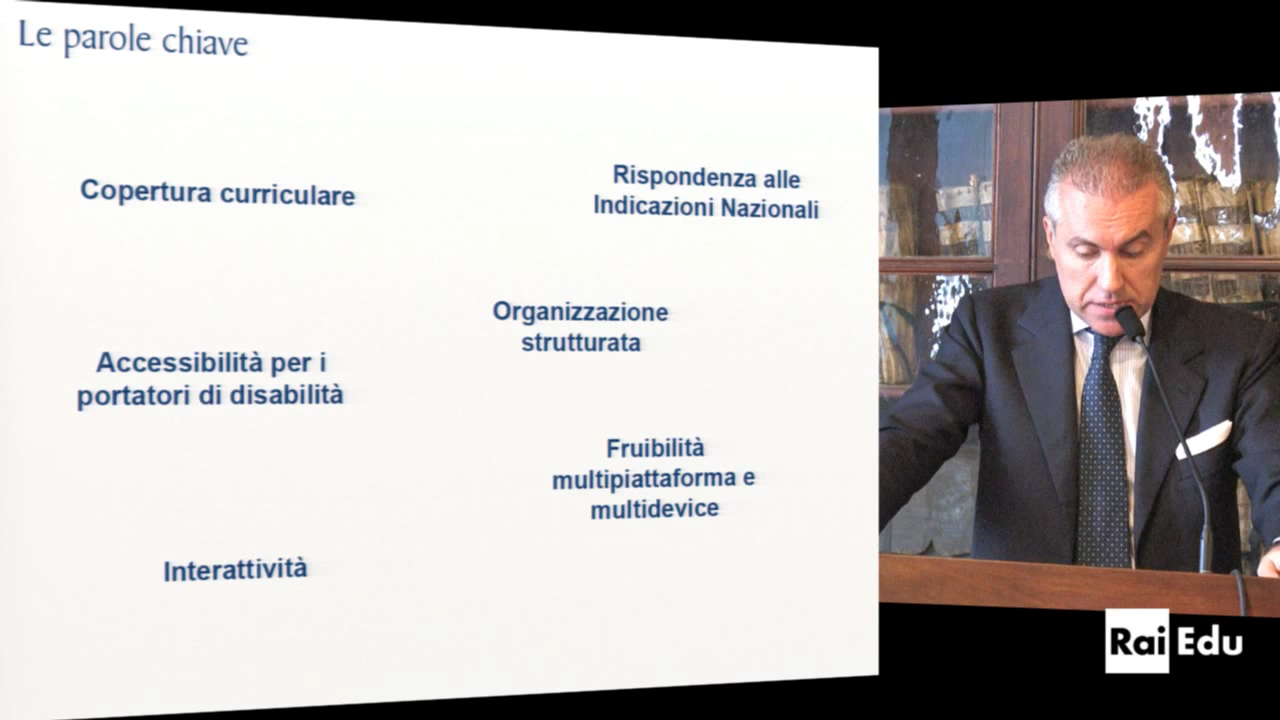 Le parole chiave
Copertura curriculare
Rispondenza alle
Indicazioni Nazionali
Organizzazione
strutturata
Accessibilità per i
portatori di disabilità
Fruibilità
multipiattaforma e
multidevice
Interattività
Rai Edu